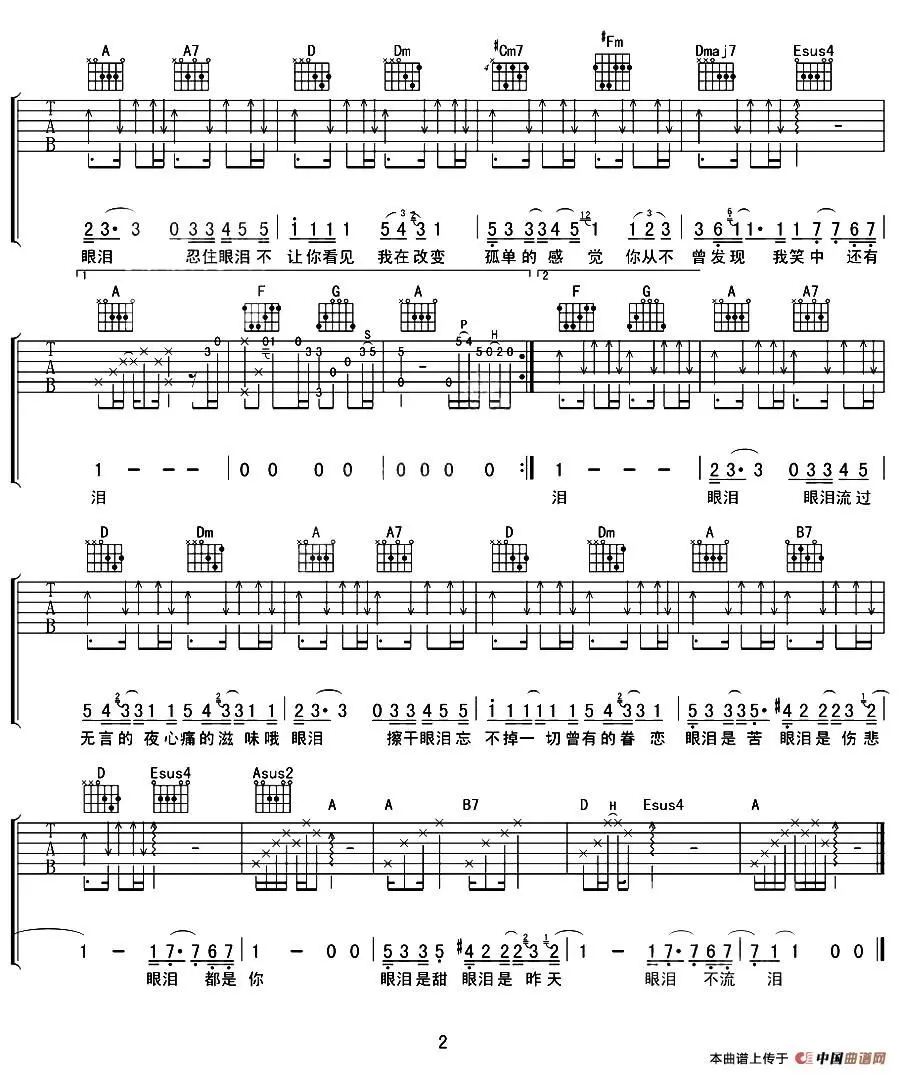 A A7 D Dm #Cm7 #Fm Dmaj7 Esus4
T A B
2 3· 3 0 3 3 4 5 5 | i 1 1 1 5 4 3 1 | 5 3 3 3 4 5 1 2 3 | 3 6 1 1· 1 1 7· 7 6 7
眼泪 忍住眼泪不 让你看见 我在改变 孤单的 感 觉 你从不 曾发现 我笑中 还有
1 2
A F G A F G A A7
S P H
T A B
1 - - - | 0 0 0 0 0 | 0 0 0 0 0 :| 1 - - - | 2 3· 3 0 3 3 4 5
泪 泪 眼泪 眼泪流过
D Dm A A7 D Dm A B7
T A B
5 4 3 3 1 1 5 4 3 3 1 1 | 2 3· 3 0 3 3 4 5 5 | i 1 1 1 1 1 5 4 3 1 | 5 3 3 3 5· #4 2 2 2 3 2
无言的 夜心痛的滋 味哦 眼泪 擦干眼泪忘 不掉一 切曾有的眷 恋 眼泪是苦 眼泪是伤悲
D Esus4 Asus2 A A B7 D H Esus4 A
T A B
1 - 1 7· 7 6 7 | 1 - 0 0 | 5 3 3 5 #4 2 2 2 3 2 | 1 - 1 7· 7 6 7 | 7 1 1 0 0
眼泪 都是 你 眼泪是甜 眼泪是 昨天 眼泪 不流 泪
2
本曲谱上传于 中国曲谱网